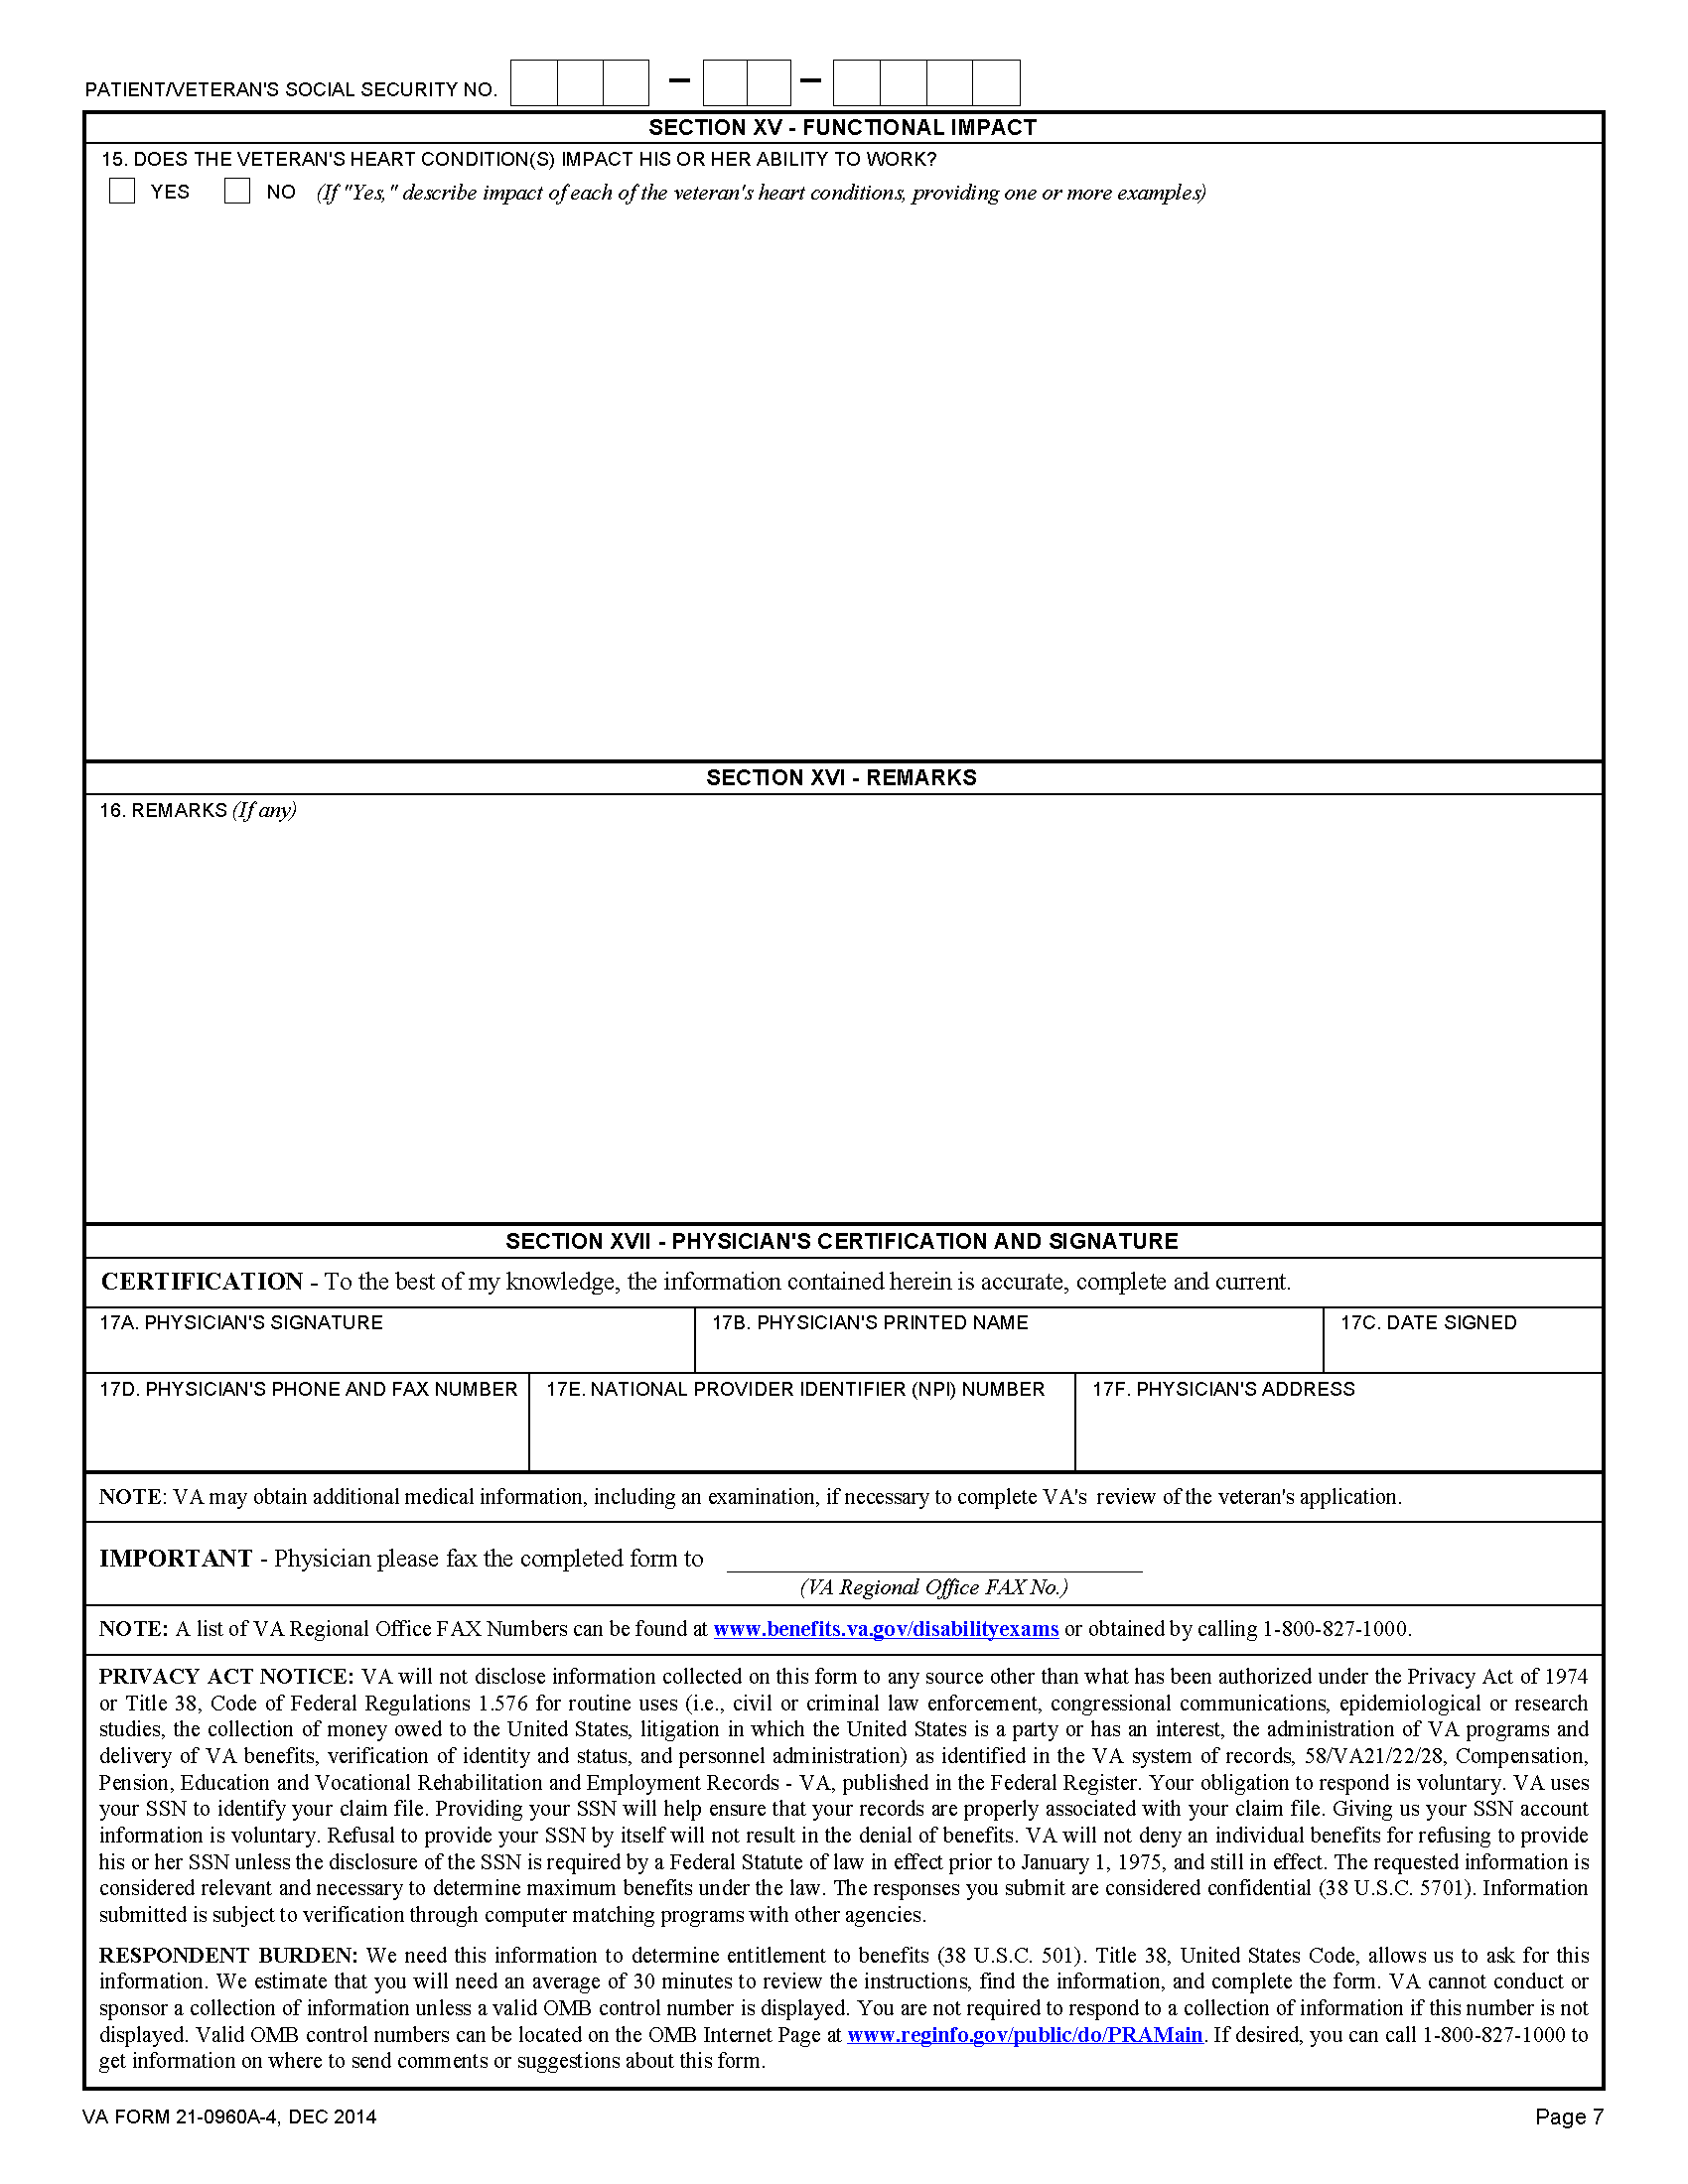 PATIENT/VETERAN'S SOCIAL SECURITY NO. – –
SECTION XV - FUNCTIONAL IMPACT
15. DOES THE VETERAN'S HEART CONDITION(S) IMPACT HIS OR HER ABILITY TO WORK?
YES NO (If "Yes," describe impact of each of the veteran's heart conditions, providing one or more examples)
SECTION XVI - REMARKS
16. REMARKS (If any)
SECTION XVII - PHYSICIAN'S CERTIFICATION AND SIGNATURE
CERTIFICATION - To the best of my knowledge, the information contained herein is accurate, complete and current.
17A. PHYSICIAN'S SIGNATURE 17B. PHYSICIAN'S PRINTED NAME 17C. DATE SIGNED
17D. PHYSICIAN'S PHONE AND FAX NUMBER 17E. NATIONAL PROVIDER IDENTIFIER (NPI) NUMBER 17F. PHYSICIAN'S ADDRESS
NOTE: VA may obtain additional medical information, including an examination, if necessary to complete VA's review of the veteran's application.
IMPORTANT - Physician please fax the completed form to
(VA Regional Office FAX No.)
NOTE: A list of VA Regional Office FAX Numbers can be found at www.benefits.va.gov/disabilityexams or obtained by calling 1-800-827-1000.
PRIVACY ACT NOTICE: VA will not disclose information collected on this form to any source other than what has been authorized under the Privacy Act of 1974
or Title 38, Code of Federal Regulations 1.576 for routine uses (i.e., civil or criminal law enforcement, congressional communications, epidemiological or research
studies, the collection of money owed to the United States, litigation in which the United States is a party or has an interest, the administration of VA programs and
delivery of VA benefits, verification of identity and status, and personnel administration) as identified in the VA system of records, 58/VA21/22/28, Compensation,
Pension, Education and Vocational Rehabilitation and Employment Records - VA, published in the Federal Register. Your obligation to respond is voluntary. VA uses
your SSN to identify your claim file. Providing your SSN will help ensure that your records are properly associated with your claim file. Giving us your SSN account
information is voluntary. Refusal to provide your SSN by itself will not result in the denial of benefits. VA will not deny an individual benefits for refusing to provide
his or her SSN unless the disclosure of the SSN is required by a Federal Statute of law in effect prior to January 1, 1975, and still in effect. The requested information is
considered relevant and necessary to determine maximum benefits under the law. The responses you submit are considered confidential (38 U.S.C. 5701). Information
submitted is subject to verification through computer matching programs with other agencies.
RESPONDENT BURDEN: We need this information to determine entitlement to benefits (38 U.S.C. 501). Title 38, United States Code, allows us to ask for this
information. We estimate that you will need an average of 30 minutes to review the instructions, find the information, and complete the form. VA cannot conduct or
sponsor a collection of information unless a valid OMB control number is displayed. You are not required to respond to a collection of information if this number is not
displayed. Valid OMB control numbers can be located on the OMB Internet Page at www.reginfo.gov/public/do/PRAMain. If desired, you can call 1-800-827-1000 to
get information on where to send comments or suggestions about this form.
VA FORM 21-0960A-4, DEC 2014 Page 7